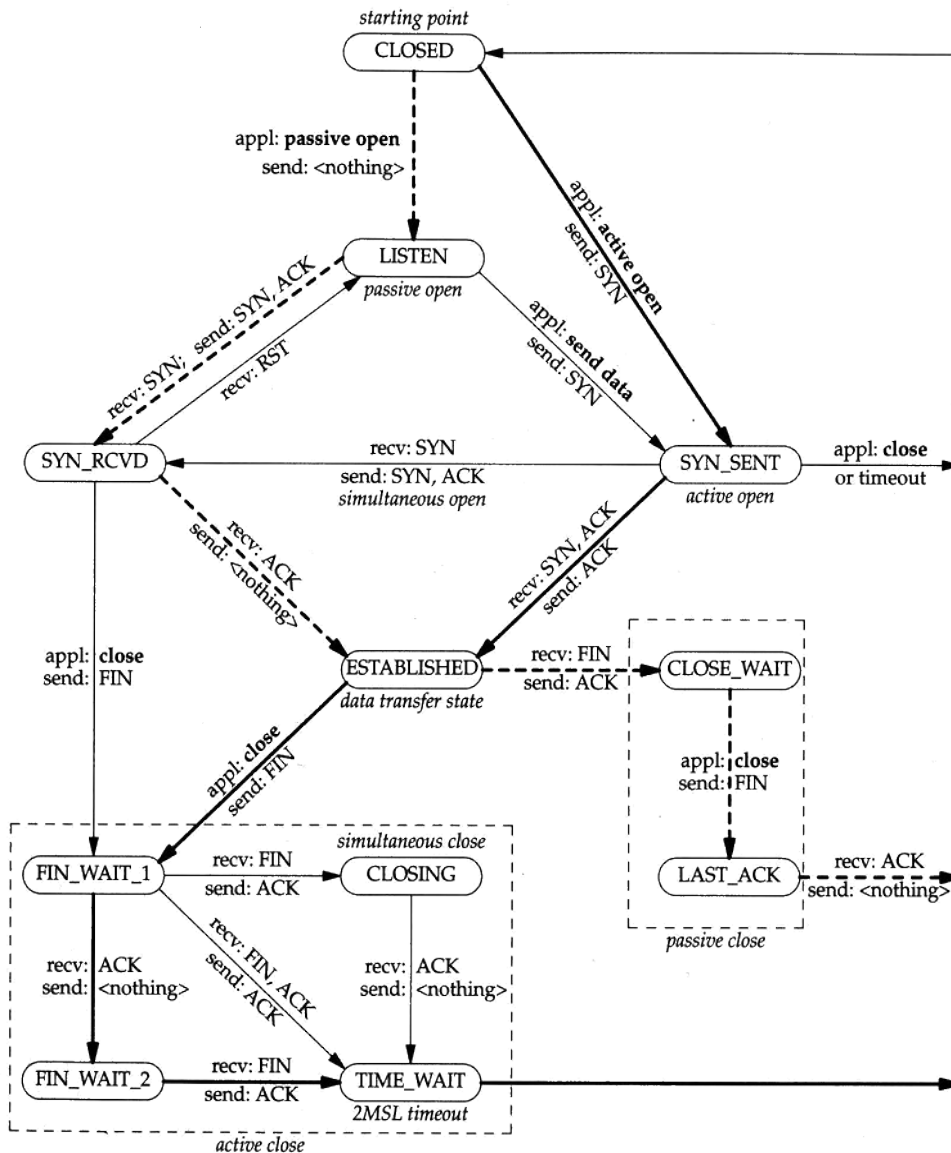 starting point
CLOSED
appl: passive open
send: <nothing>
appl: active open
send: SYN
LISTEN
passive open
recv: SYN; send: SYN, ACK
recv: RST
appl: send data
send: SYN
SYN_RCVD
recv: SYN
send: SYN, ACK
simultaneous open
SYN_SENT
active open
appl: close
or timeout
recv: ACK
send: <nothing>
recv: SYN, ACK
send: ACK
appl: close
send: FIN
ESTABLISHED
data transfer state
recv: FIN
send: ACK
CLOSE_WAIT
appl: close
send: FIN
appl: close
send: FIN
simultaneous close
FIN_WAIT_1
recv: FIN
send: ACK
CLOSING
LAST_ACK
recv: ACK
send: <nothing>
passive close
recv: ACK
send: <nothing>
recv: FIN, ACK
send: ACK
recv: ACK
send: <nothing>
FIN_WAIT_2
recv: FIN
send: ACK
TIME_WAIT
2MSL timeout
active close